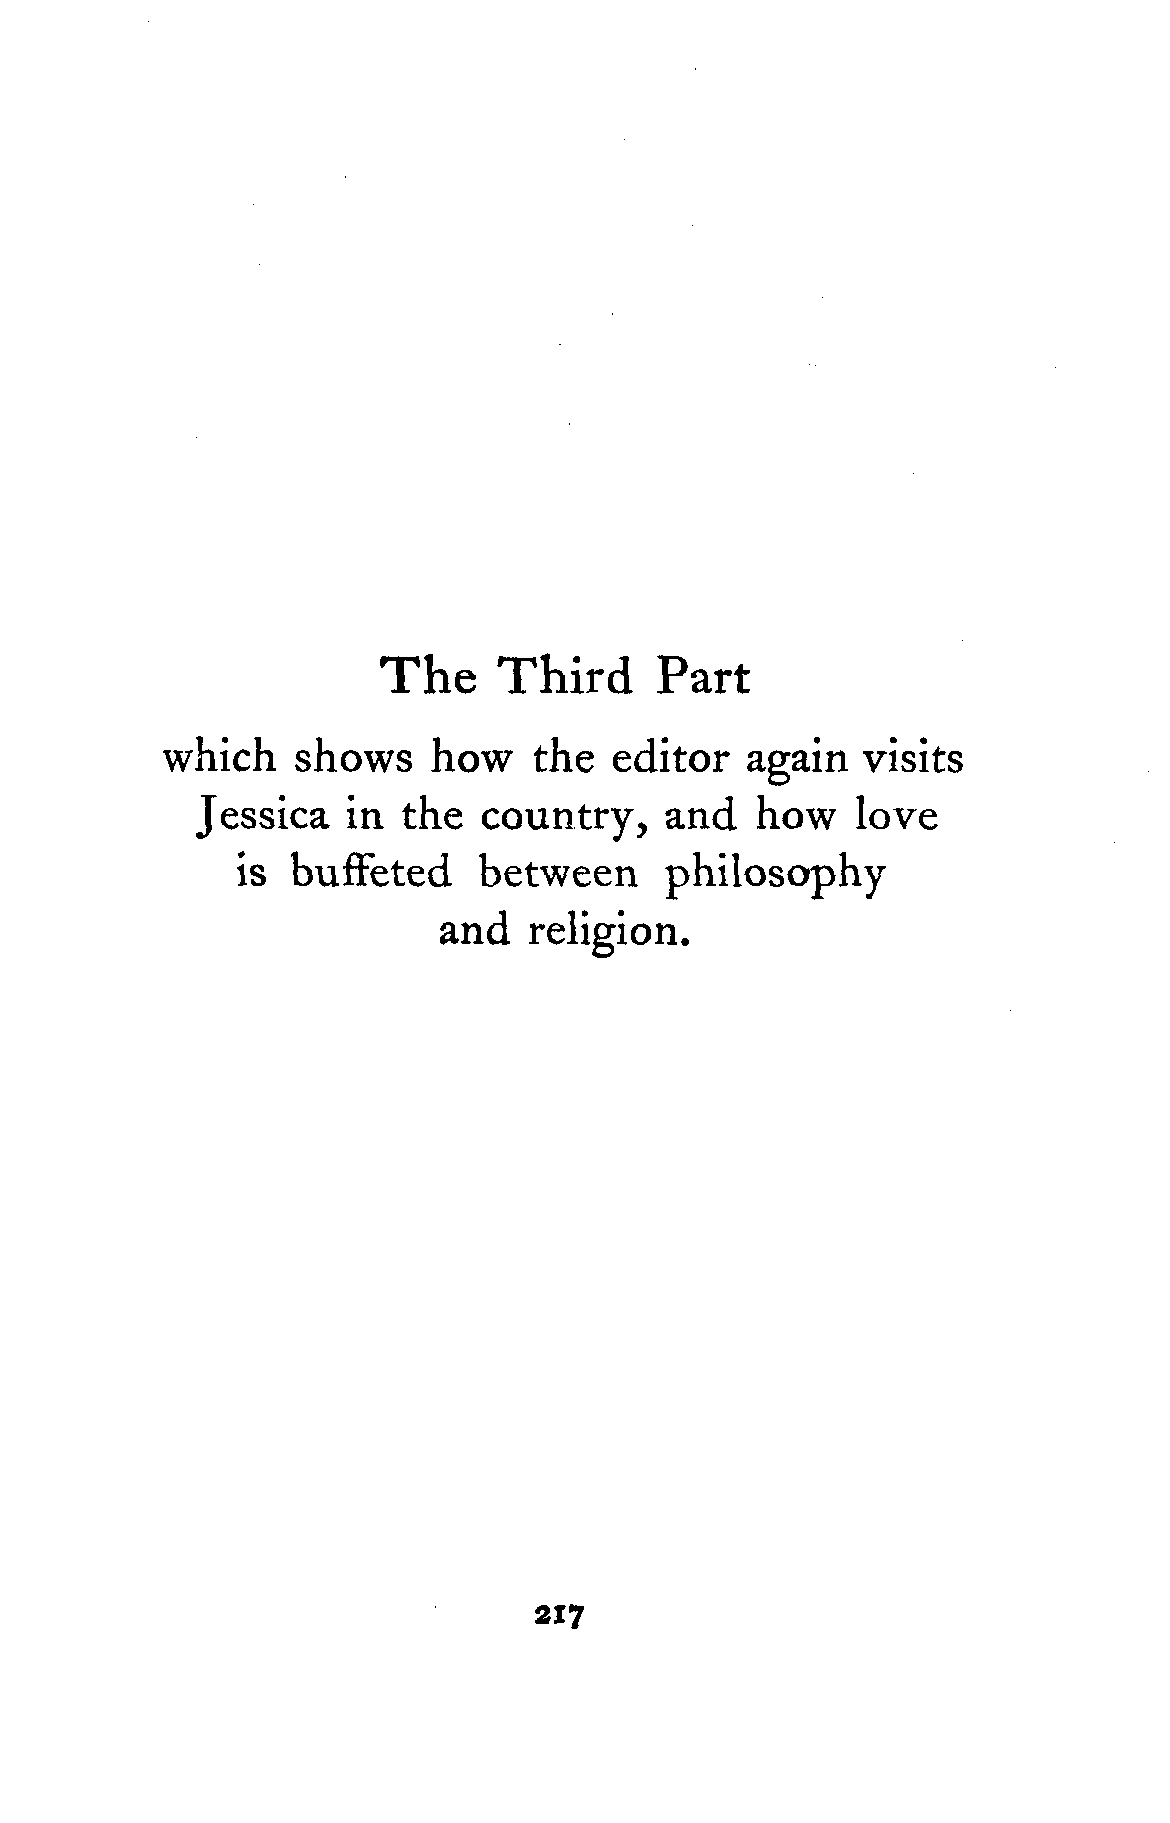 The Third Part
which shows how the editor again visits
Jessica in the country, and how love
is buffeted between philosophy
and religion.
217